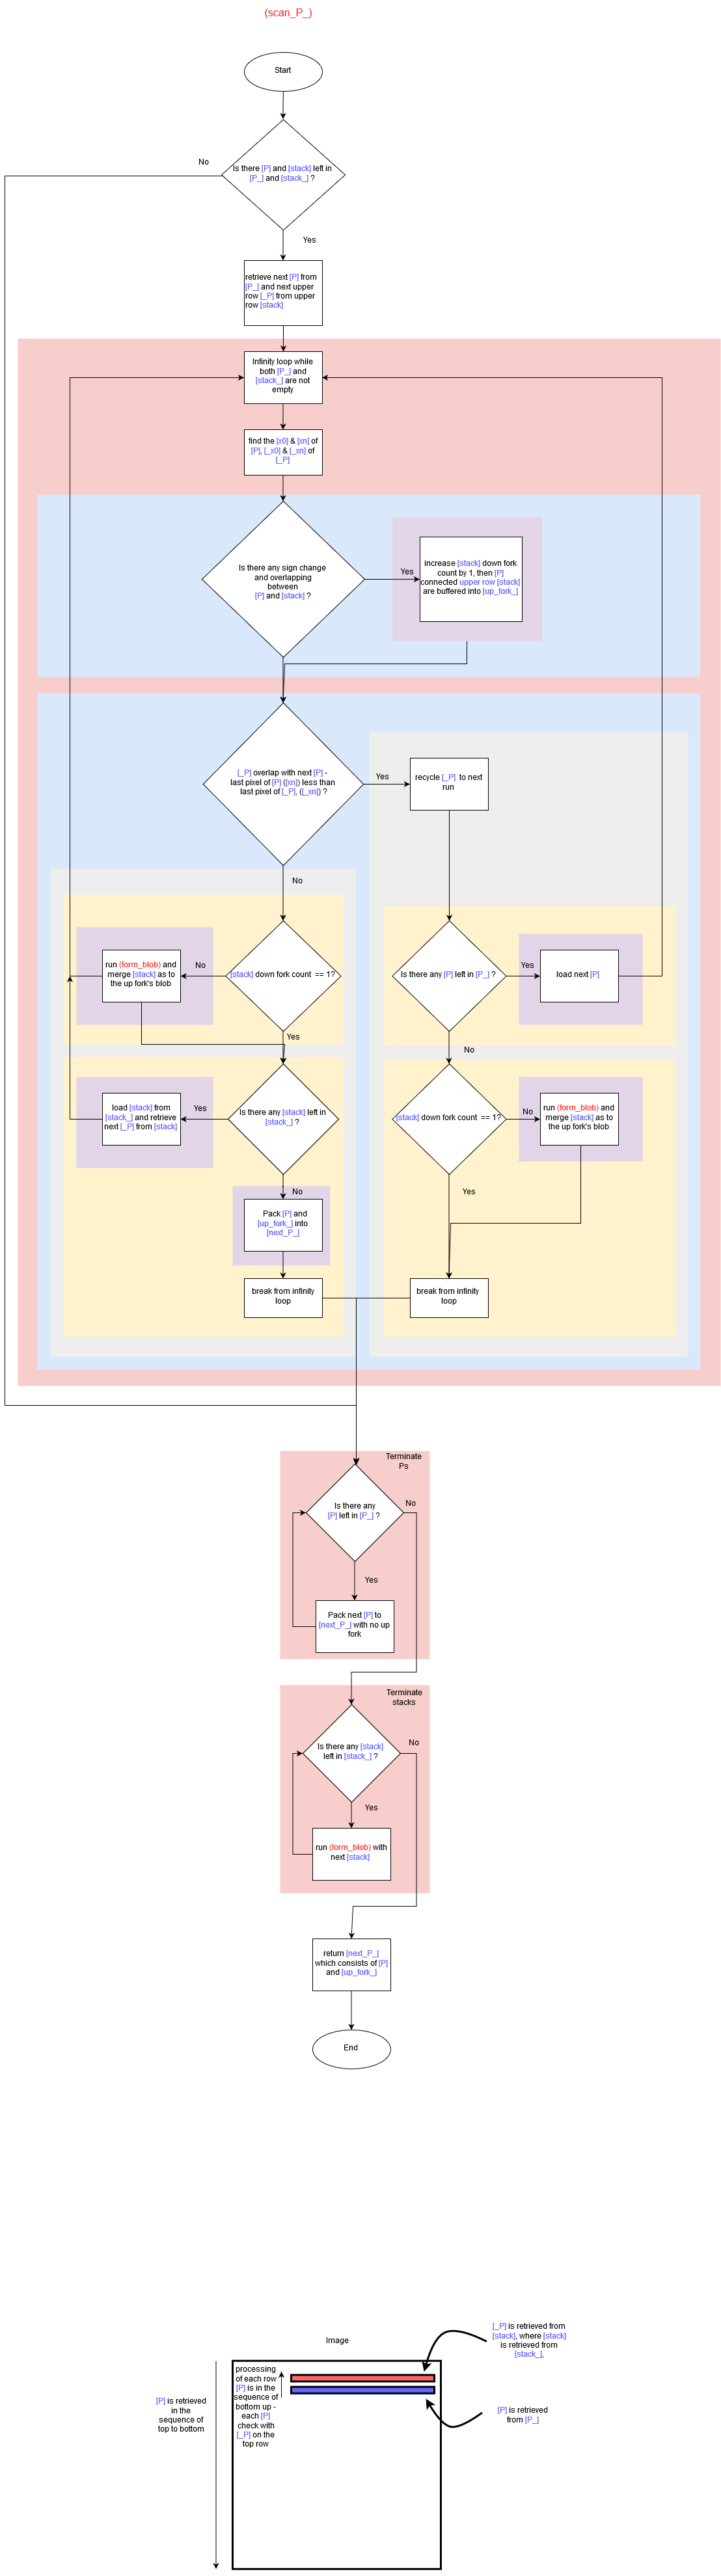 (scan_P_)
Start
No
Is there [P] and [stack] left in
[P_] and [stack_] ?
Yes
retrieve next [P] from
[P_] and next upper
row [_P] from upper
row [stack]
Infinity loop while
both [P_] and
[stack_] are not
empty
find the [x0] & [xn] of
[P], [_x0] & [_xn] of
[_P]
Is there any sign change
and overlapping
between
[P] and [stack] ?
Yes
increase [stack] down fork
count by 1, then [P]
connected upper row [stack]
are buffered into [up_fork_]
[_P] overlap with next [P] -
last pixel of [P] ([xn]) less than
last pixel of [_P], ([_xn]) ?
Yes
recycle [_P]  to next
run
No
[stack] down fork count  == 1?
No
run (form_blob) and
merge [stack] as to
the up fork's blob
Yes
Is there any [P] left in [P_] ?
Yes
load next [P]
No
Is there any [stack] left in
[stack_] ?
Yes
load [stack] from
[stack_] and retrieve
next [_P] from [stack]
No
Pack [P] and
[up_fork_] into
[next_P_]
break from infinity
loop
[stack] down fork count  == 1?
No
run (form_blob) and
merge [stack] as to
the up fork's blob
Yes
break from infinity
loop
Terminate
Ps
Is there any
[P] left in [P_] ?
No
Yes
Pack next [P] to
[next_P_] with no up
fork
Terminate
stacks
Is there any [stack]
left in [stack_] ?
No
Yes
run (form_blob) with
next [stack]
return [next_P_]
which consists of [P]
and [up_fork_]
End
Image
[_P] is retrieved from
[stack], where [stack]
is retrieved from
[stack_],
processing
of each row
[P] is in the
sequence of
bottom up -
each [P]
check with
[_P] on the
top row
[P] is retrieved
in the
sequence of
top to bottom
[P] is retrieved
from [P_]